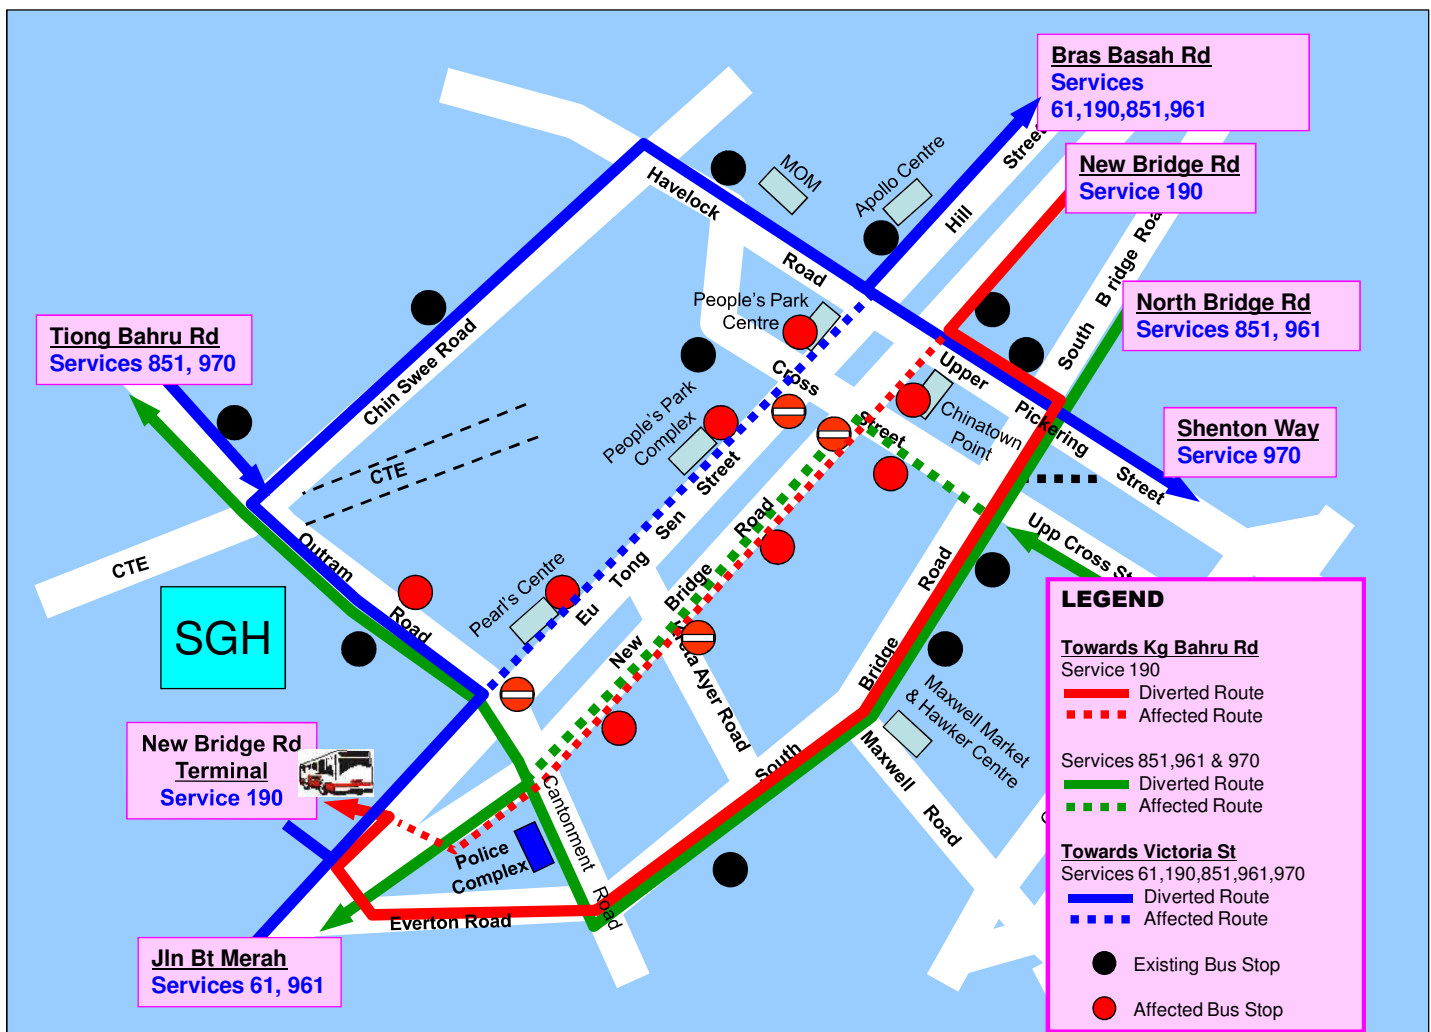 Bras Basah Rd
Services
61,190,851,961
New Bridge Rd
Service 190
North Bridge Rd
Services 851, 961
Shenton Way
Service 970
Tiong Bahru Rd
Services 851, 970
New Bridge Rd
Terminal
Service 190
Jln Bt Merah
Services 61, 961
Havelock
Road
MOM
Apollo Centre
Hill
Street
South Bridge Road
People's Park
Centre
Cross
Street
Upper
Pickering
Street
Chinatown
Point
Chin Swee Road
People's Park
Complex
CTE
CTE
Outram
Road
SGH
Pearl's Centre
Eu Tong Sen Street
New Bridge Road
Kreta Ayer Road
Upp Cross St
South Bridge Road
Maxwell Market
& Hawker Centre
Maxwell Road
Cantonment Road
Police
Complex
Everton Road
LEGEND
Towards Kg Bahru Rd
Service 190
Diverted Route
Affected Route
Services 851,961 & 970
Diverted Route
Affected Route
Towards Victoria St
Services 61,190,851,961,970
Diverted Route
Affected Route
Existing Bus Stop
Affected Bus Stop